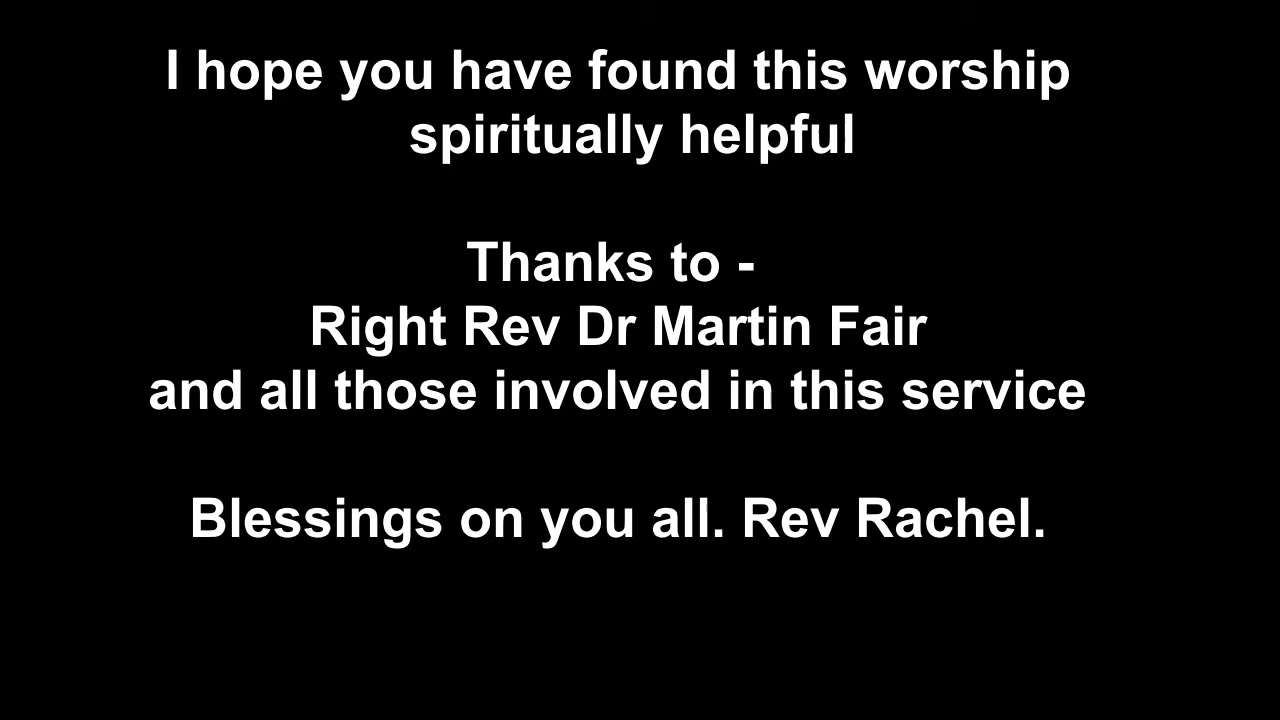 I hope you have found this worship
spiritually helpful
Thanks to -
Right Rev Dr Martin Fair
and all those involved in this service
Blessings on you all. Rev Rachel.